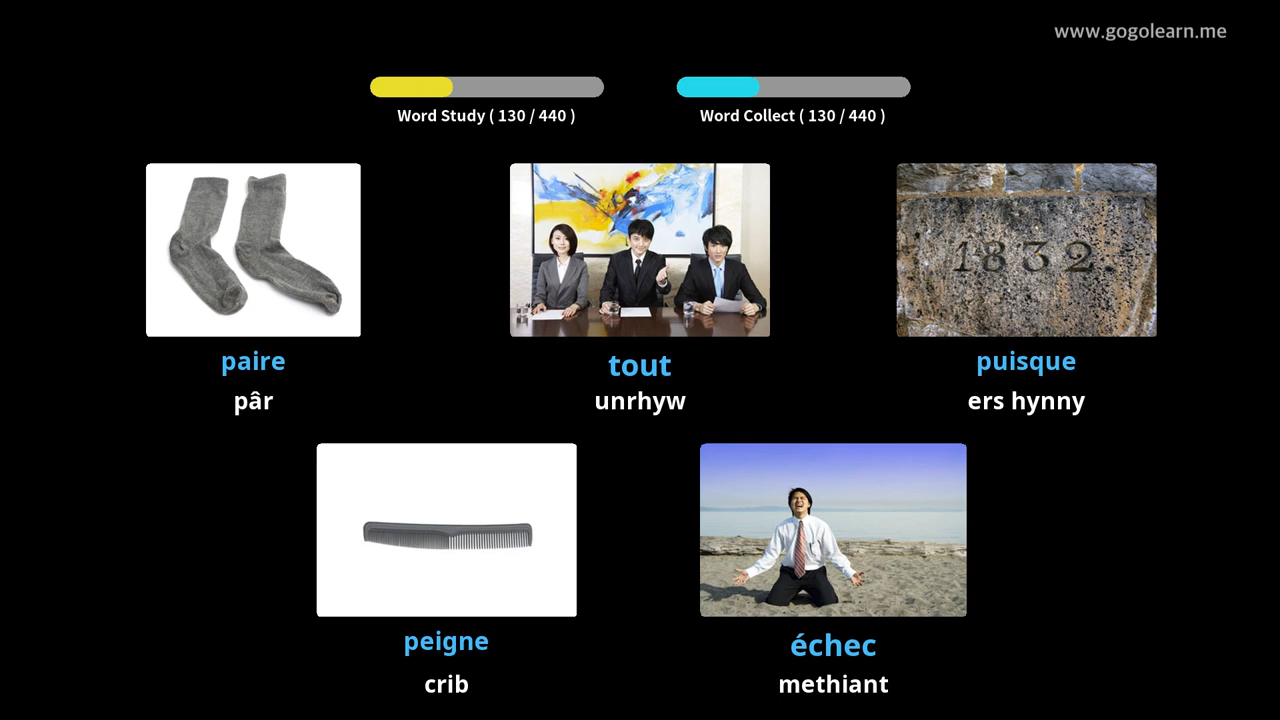 www.gogolearn.me
Word Study ( 130 / 440 )
Word Collect ( 130 / 440 )
1832.
paire
pâr
tout
unrhyw
puisque
ers hynny
peigne
crib
échec
methiant